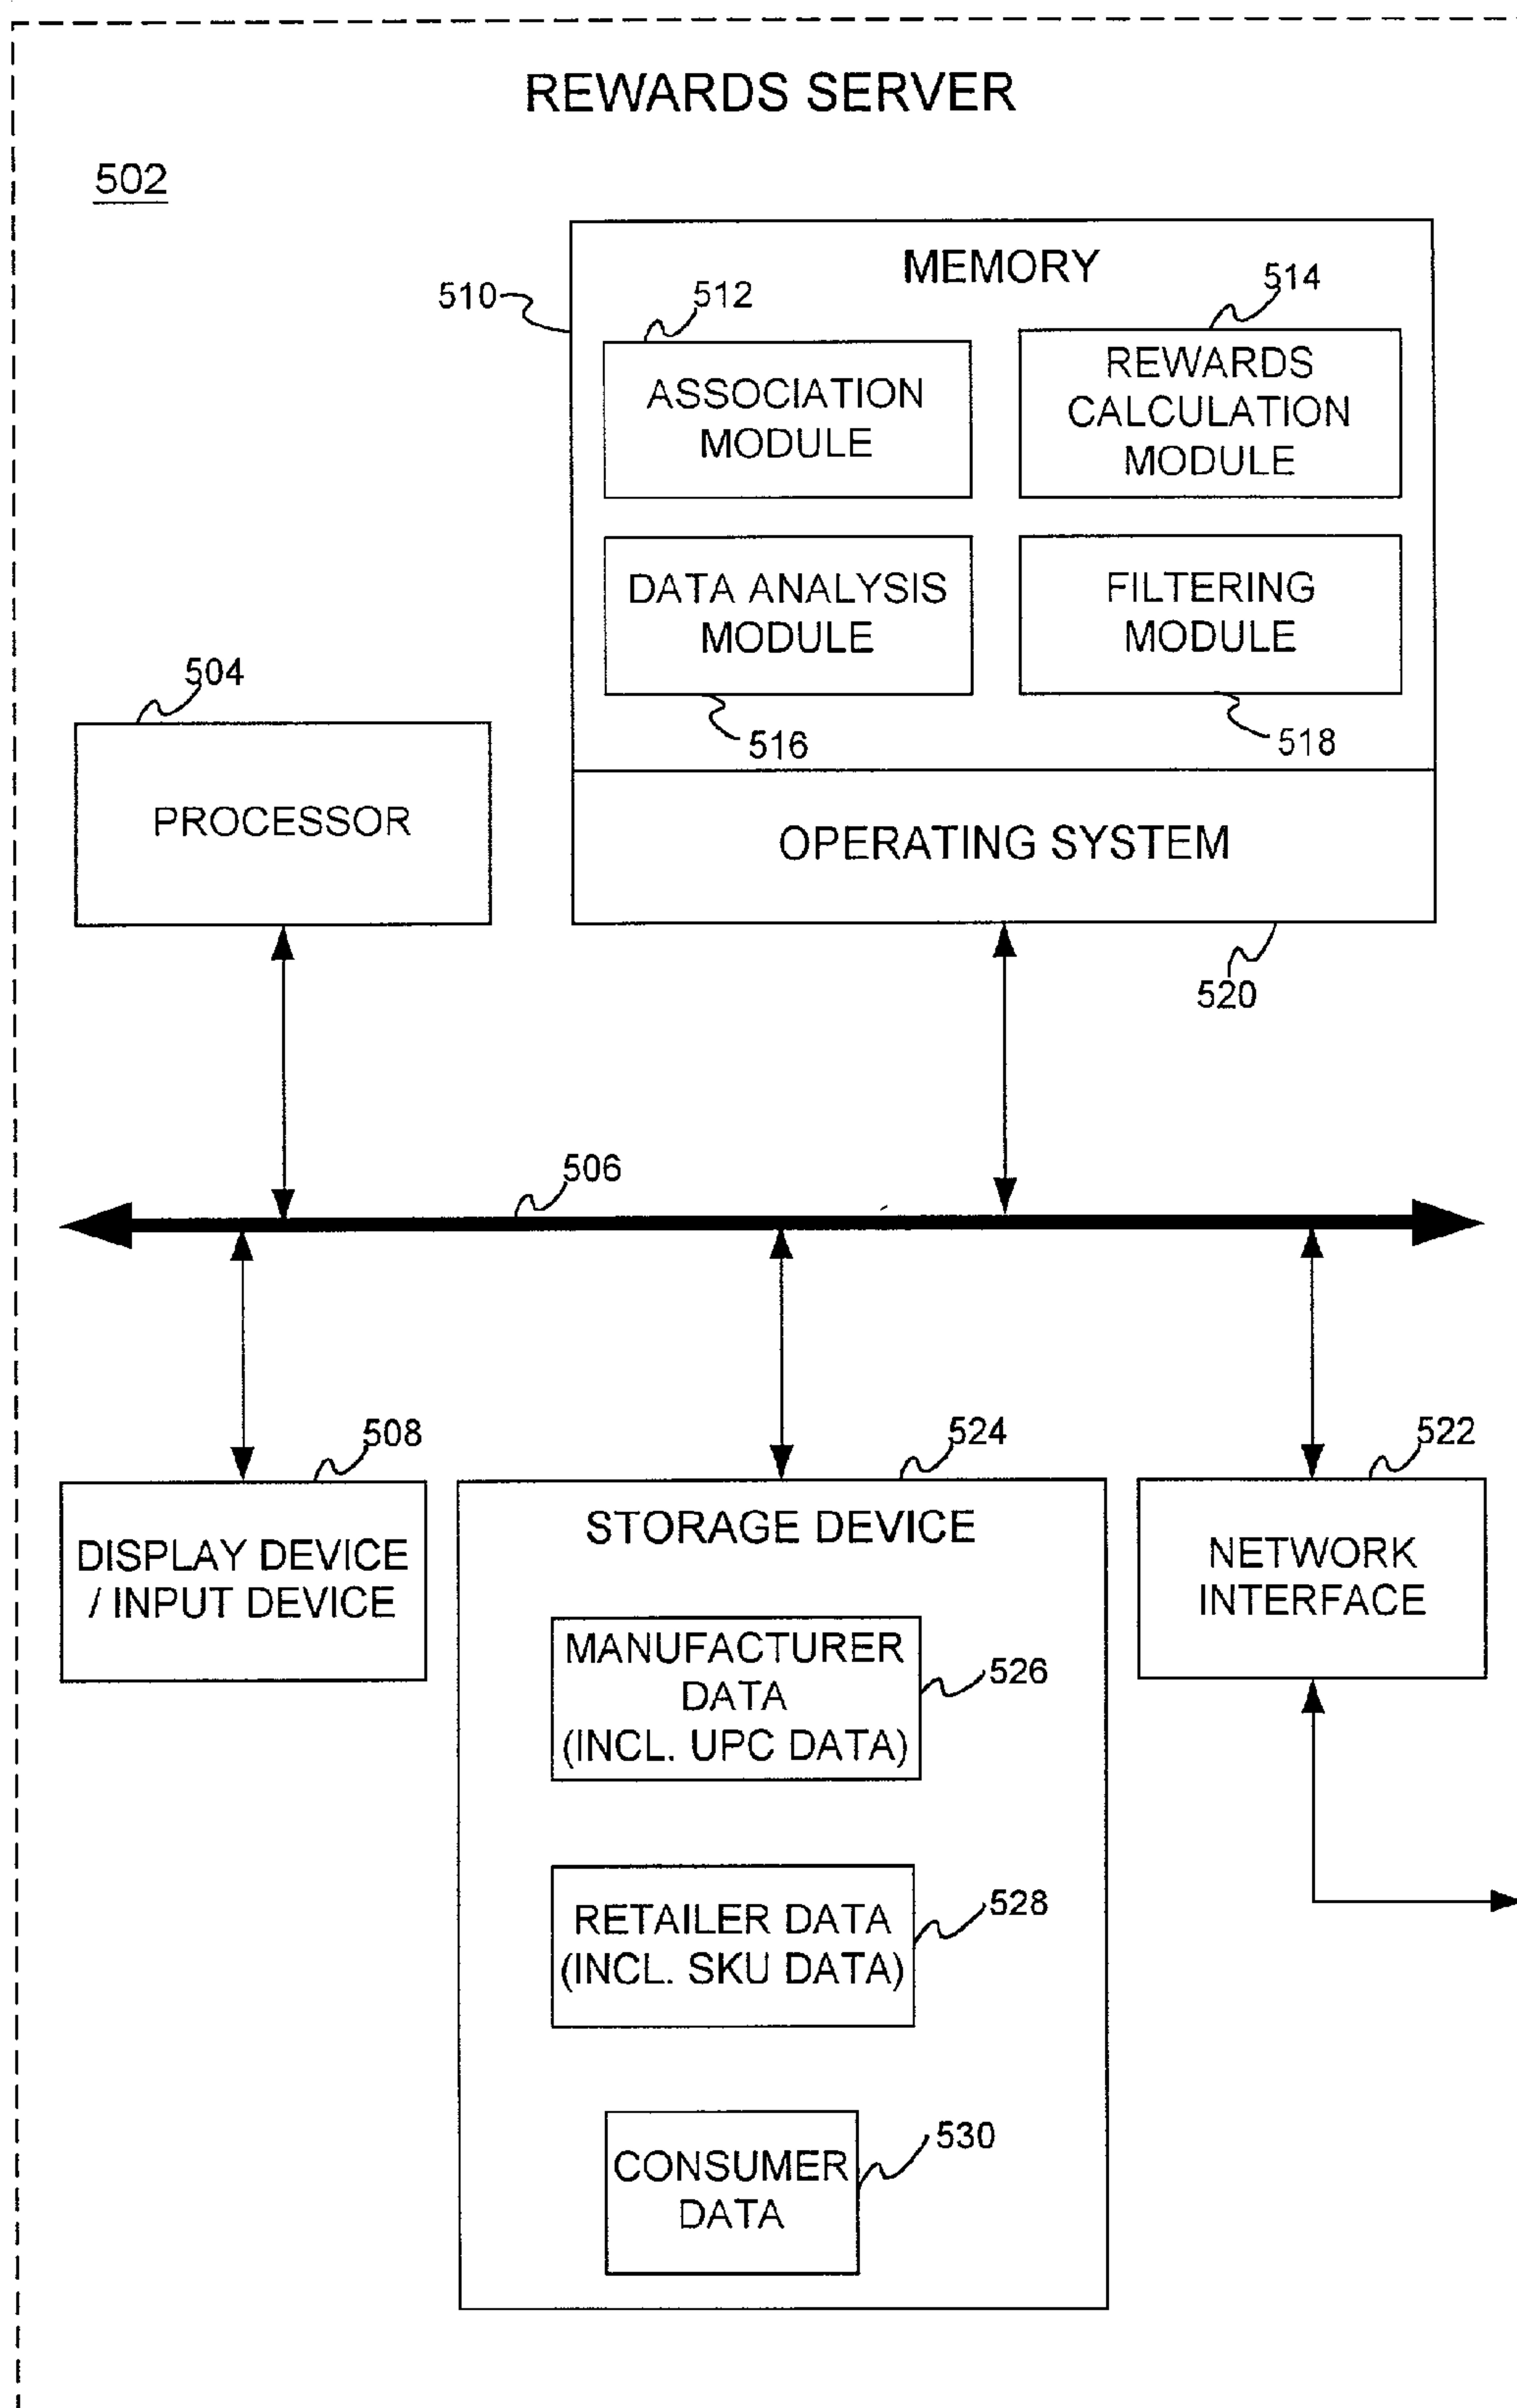 REWARDS SERVER
502
MEMORY
510
512
514
ASSOCIATION
MODULE
REWARDS
CALCULATION
MODULE
DATA ANALYSIS
MODULE
FILTERING
MODULE
516
518
504
PROCESSOR
OPERATING SYSTEM
520
506
508
524
522
DISPLAY DEVICE
/ INPUT DEVICE
STORAGE DEVICE
NETWORK
INTERFACE
MANUFACTURER
DATA
(INCL. UPC DATA)
526
RETAILER DATA
(INCL. SKU DATA)
528
CONSUMER
DATA
530